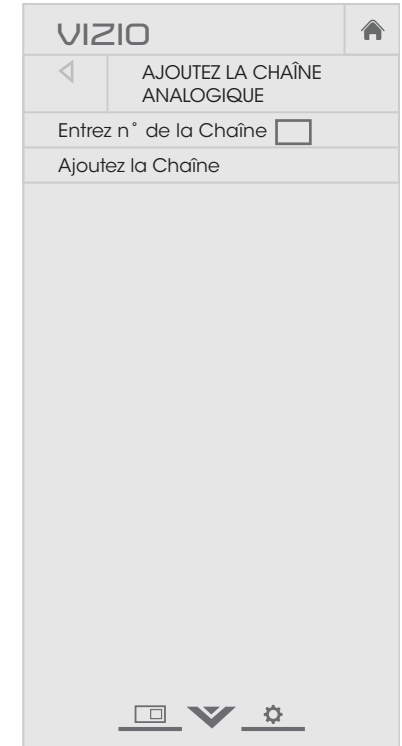 VIZIO
AJOUTEZ LA CHAÎNE
ANALOGIQUE
Entrez n° de la Chaîne
Ajoutez la Chaîne